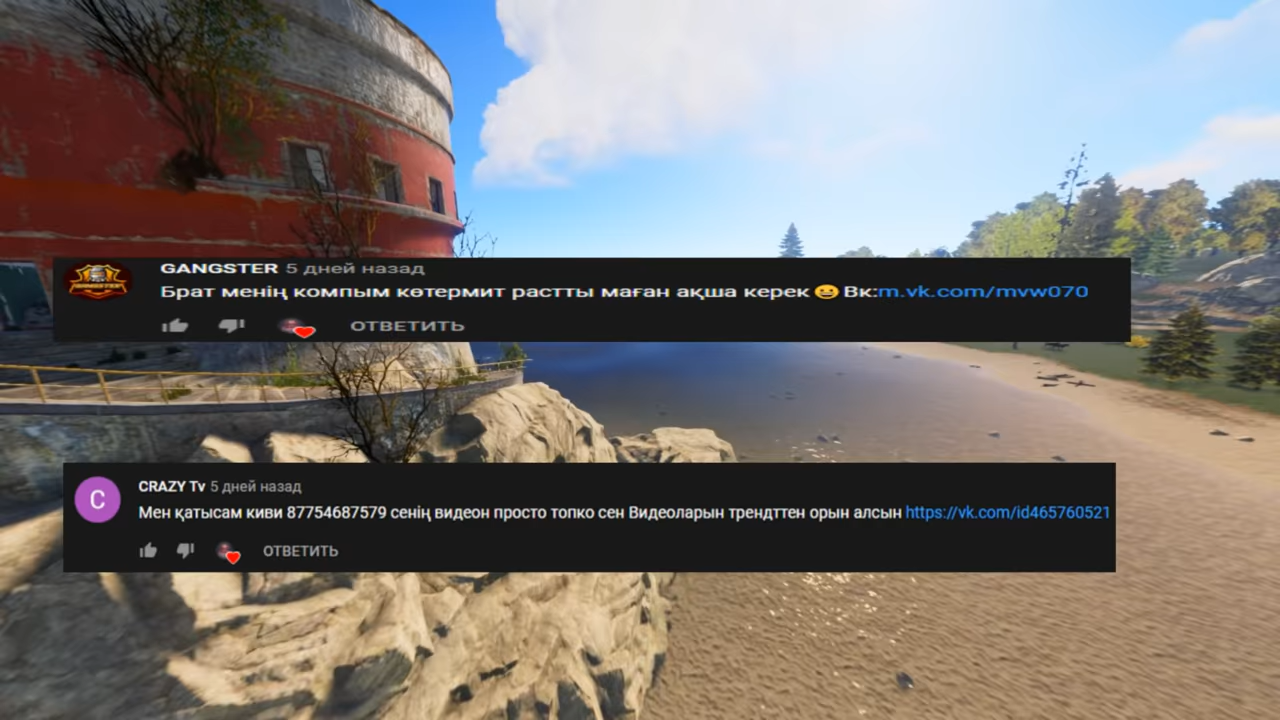 GANGSTER 5 дней назад
Брат менің компым көтермит растты маған ақша керек 😀 Вк:m.vk.com/mvw070
ОТВЕТИТЬ
C
CRAZY Tv 5 дней назад
Мен қатысам киви 87754687579 сенің видеон просто топко сен Видеоларын трендттен орын алсын https://vk.com/id465760521
ОТВЕТИТЬ